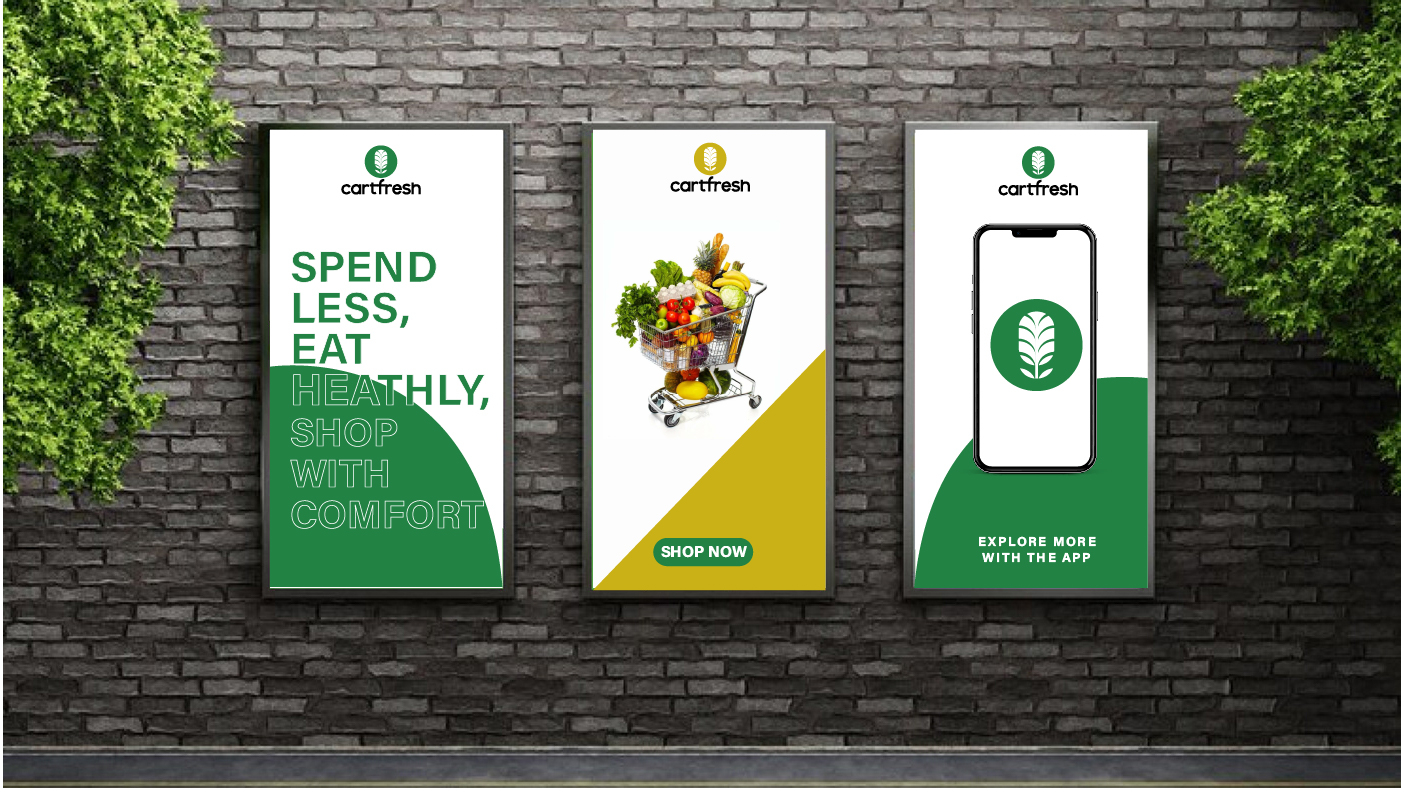 cartfresh
SPEND
LESS,
EAT
HEATHLY,
SHOP
WITH
COMFORT
cartfresh
SHOP NOW
cartfresh
EXPLORE MORE
WITH THE APP